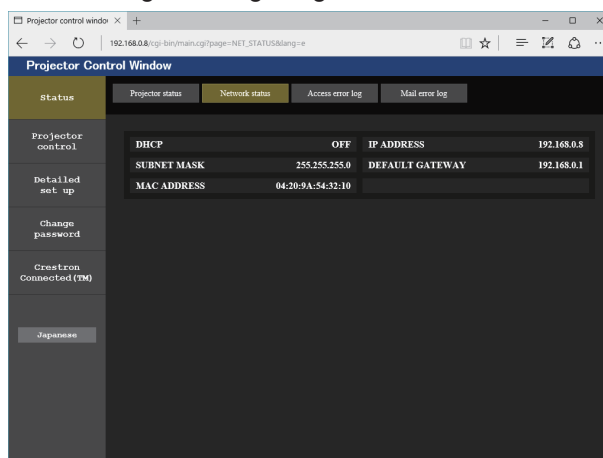 Projector control windov
192.168.0.8/cgi-bin/main.cgi?page=NET_STATUS&lang=e
Projector Control Window
Status
Projector status
Network status
Access error log
Mail error log
Projector
control
Detailed
set up
Change
password
Crestron
Connected(TM)
Japanese
DHCP OFF IP ADDRESS 192.168.0.8
SUBNET MASK 255.255.255.0 DEFAULT GATEWAY 192.168.0.1
MAC ADDRESS 04:20:9A:54:32:10